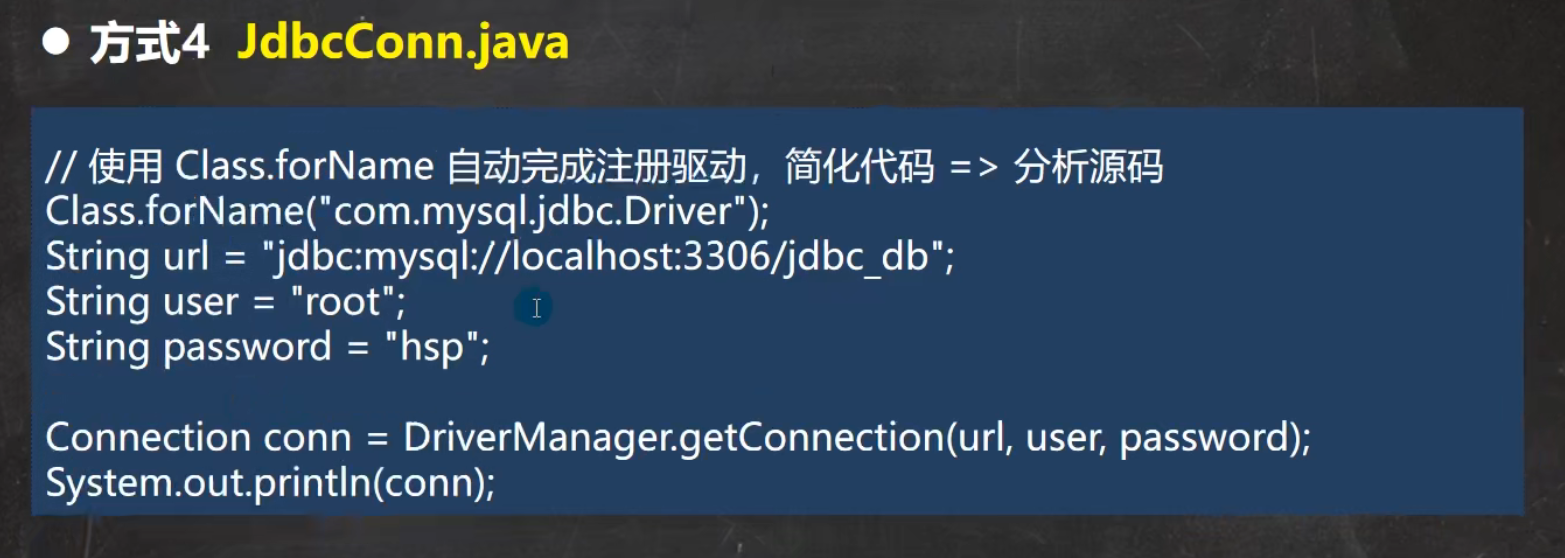 ● 方式4 JdbcConn.java
// 使用 Class.forName 自动完成注册驱动，简化代码 => 分析源码
Class.forName("com.mysql.jdbc.Driver");
String url = "jdbc:mysql://localhost:3306/jdbc_db";
String user = "root";
String password = "hsp";
Connection conn = DriverManager.getConnection(url, user, password);
System.out.println(conn);